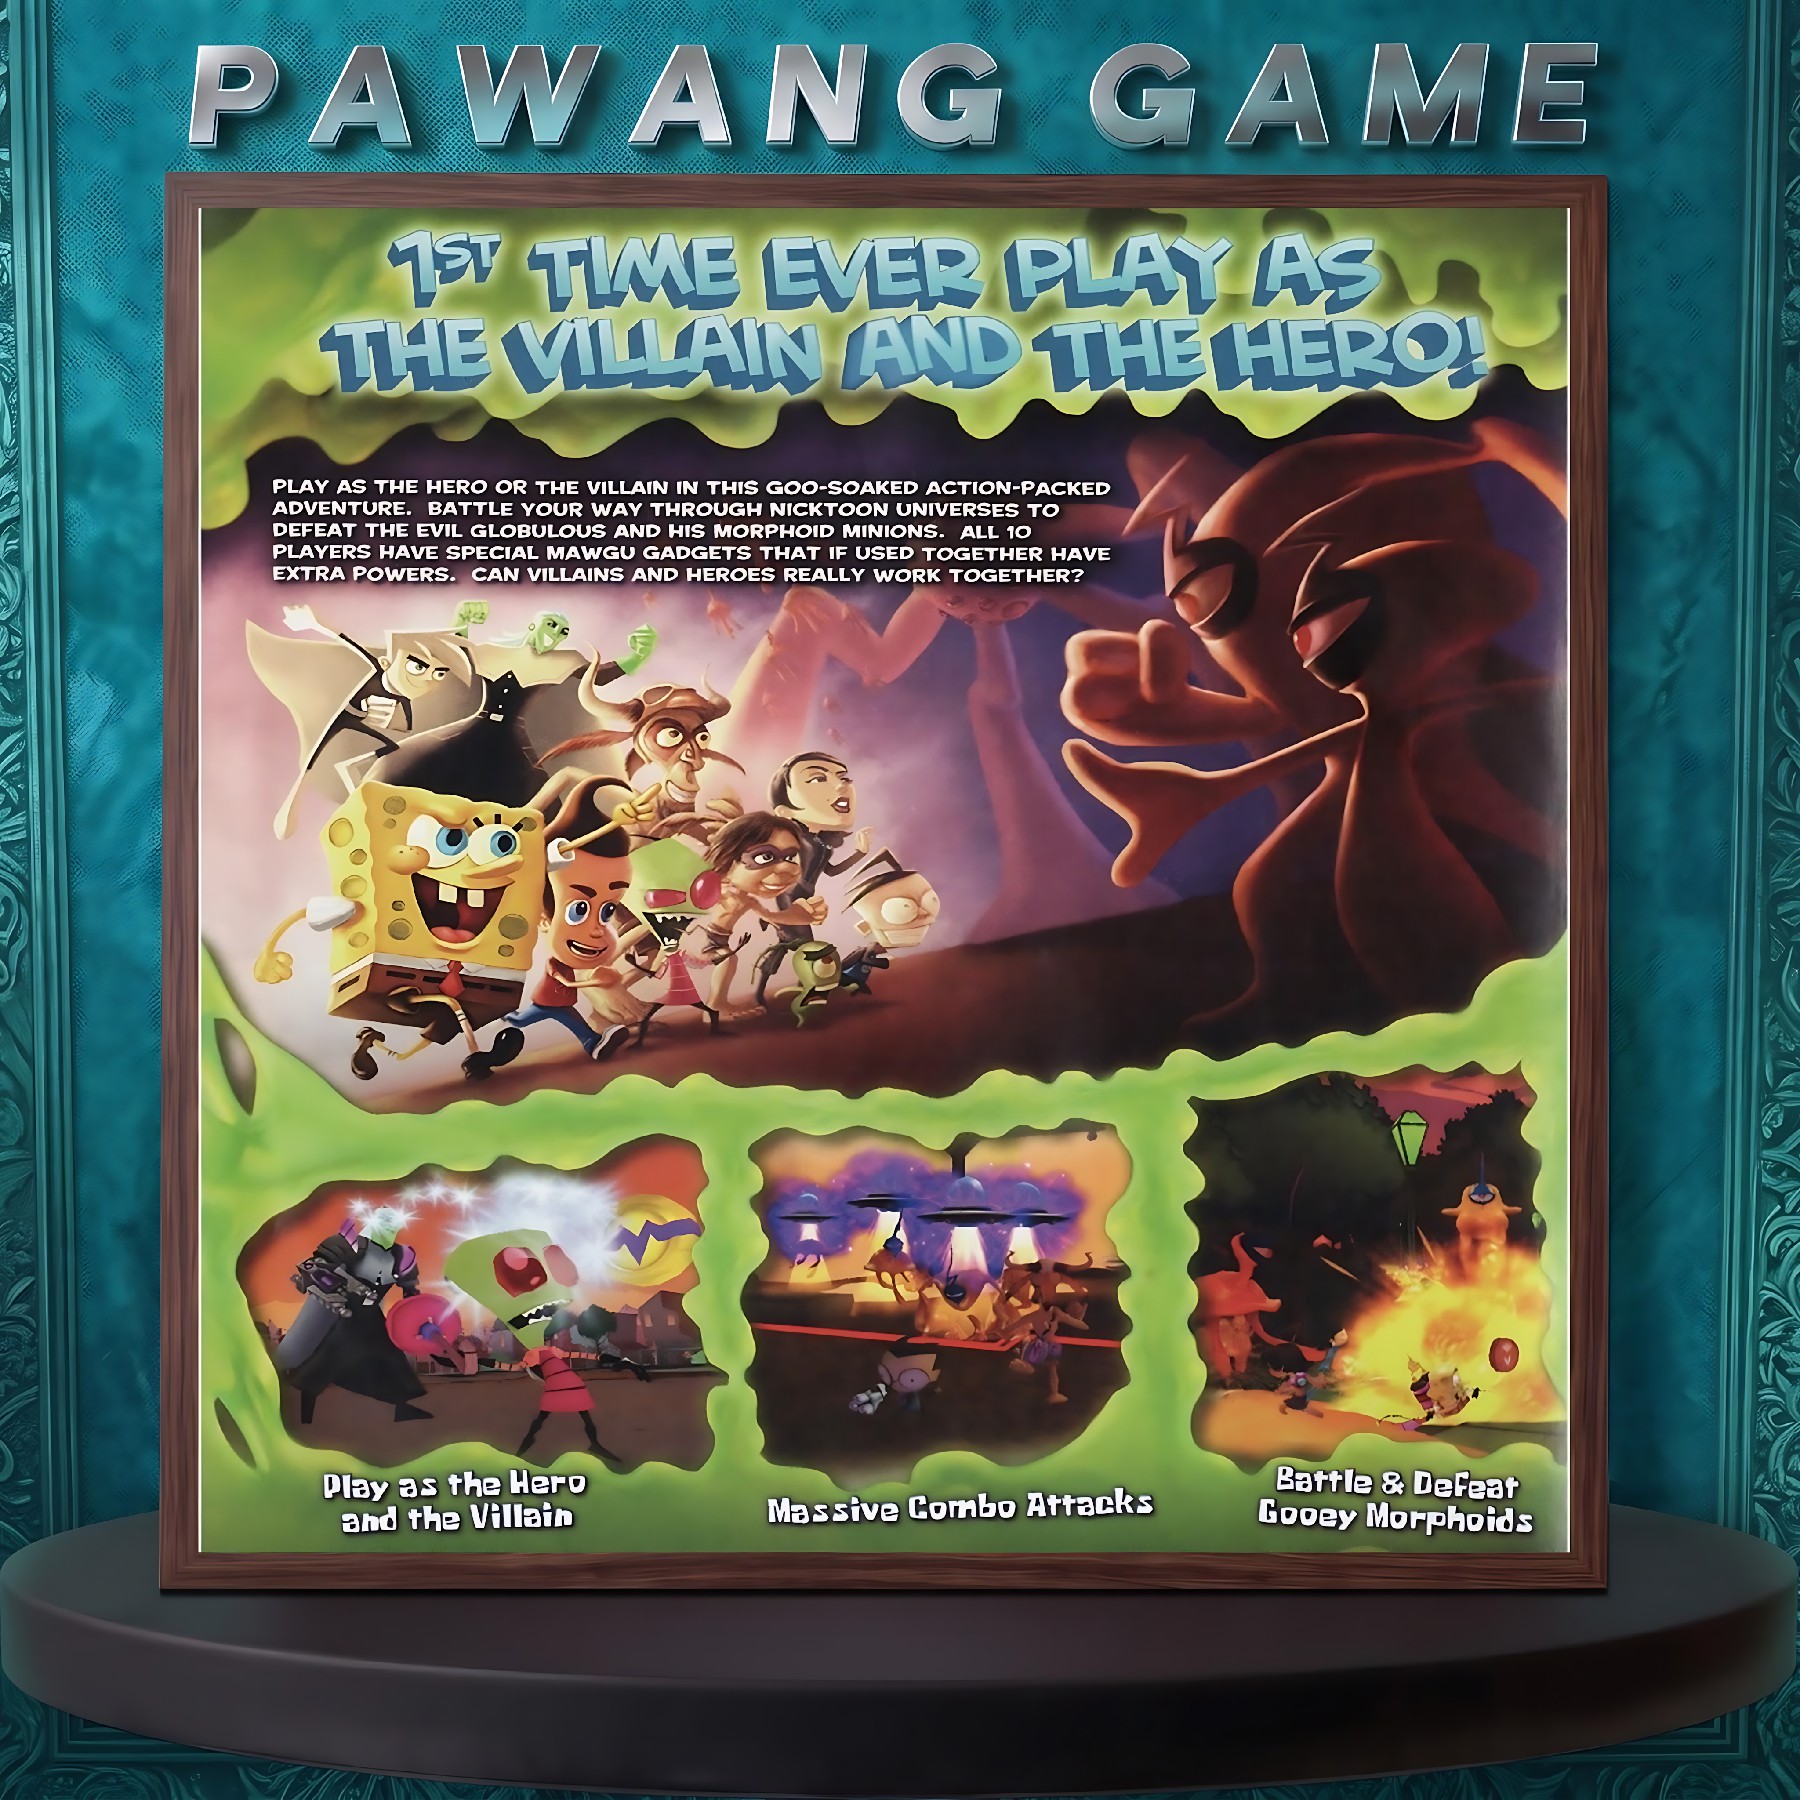 PAWANG GAME
1ST TIME EVER PLAY AS
THE VILLAIN AND THE HERO!
PLAY AS THE HERO OR THE VILLAIN IN THIS GOO-SOAKED ACTION-PACKED
ADVENTURE. BATTLE YOUR WAY THROUGH NICKTOON UNIVERSES TO
DEFEAT THE EVIL GLOBULOUS AND HIS MORPHOID MINIONS. ALL 10
PLAYERS HAVE SPECIAL MAWGU GADGETS THAT IF USED TOGETHER HAVE
EXTRA POWERS. CAN VILLAINS AND HEROES REALLY WORK TOGETHER?
Play as the Hero
and the Villain
Massive Combo Attacks
Battle & Defeat
Gooey Morphoids